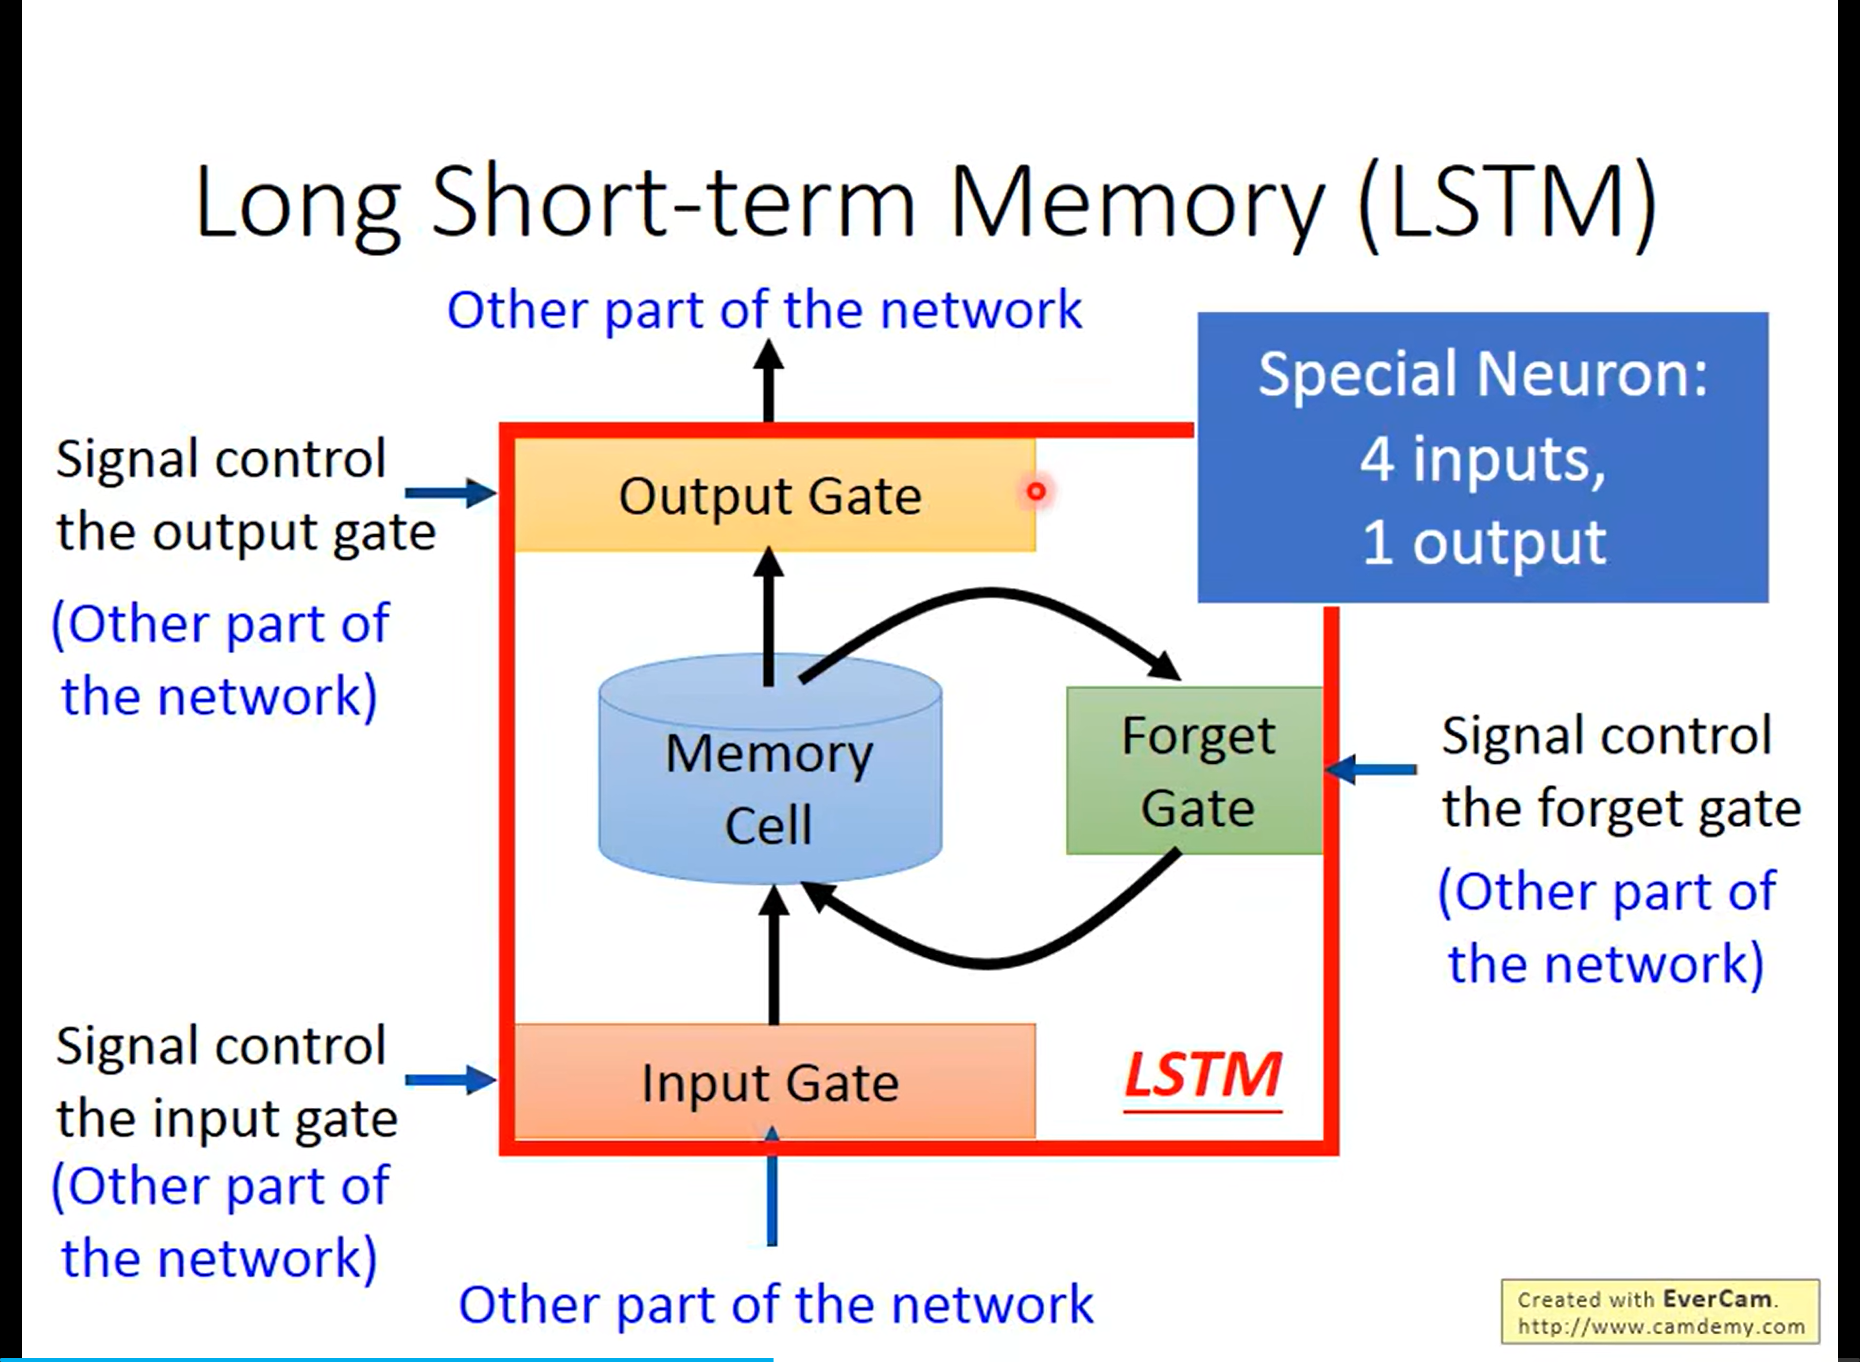 Long Short-term Memory (LSTM)
Other part of the network
Special Neuron:
4 inputs,
1 output
Signal control
the output gate
(Other part of
the network)
Output Gate
Memory
Cell
Forget
Gate
Signal control
the forget gate
(Other part of
the network)
Signal control
the input gate
(Other part of
the network)
Input Gate
LSTM
Other part of the network
Created with EverCam.
http://www.camdemy.com